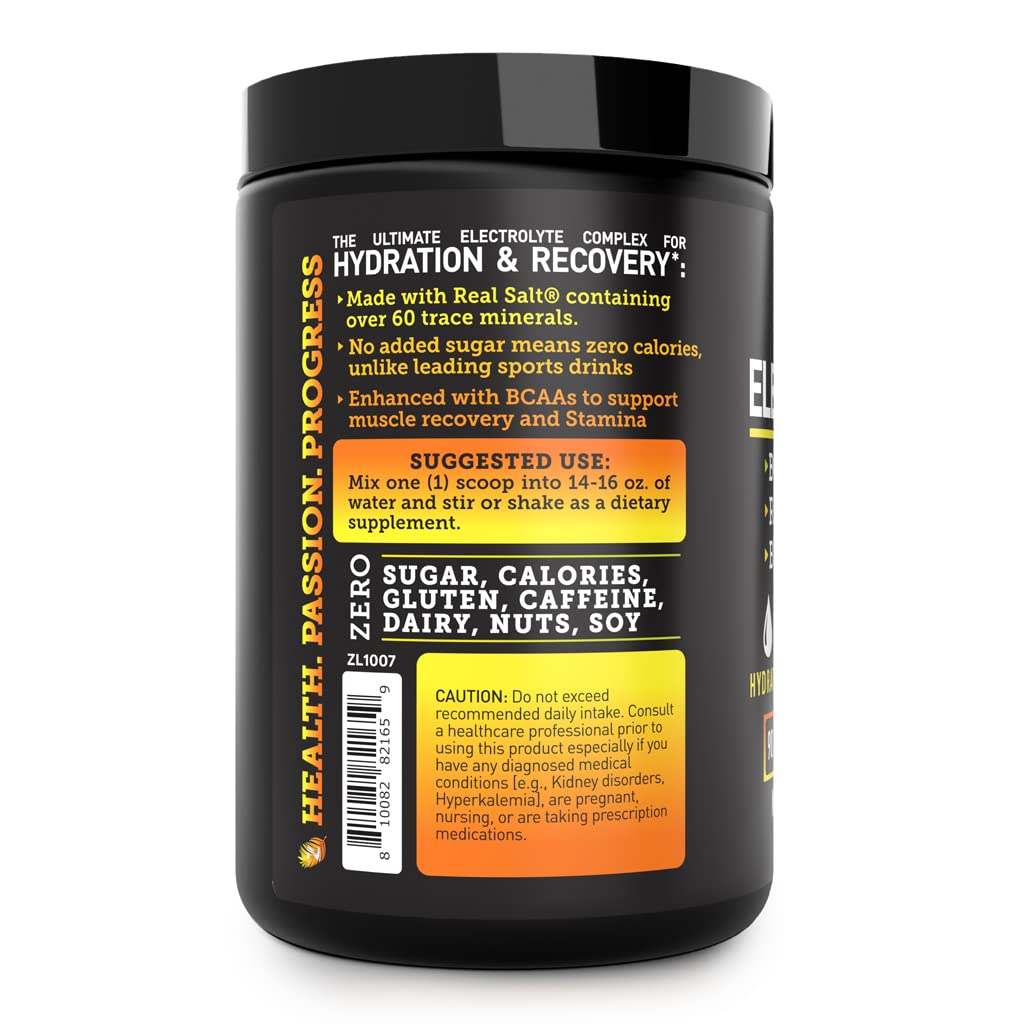 HEALTH. PASSION. PROGRESS
THE ULTIMATE ELECTROLYTE COMPLEX FOR
HYDRATION & RECOVERY*:
Made with Real Salt® containing
over 60 trace minerals.
No added sugar means zero calories,
unlike leading sports drinks
Enhanced with BCAAs to support
muscle recovery and Stamina
SUGGESTED USE:
Mix one (1) scoop into 14-16 oz. of
water and stir or shake as a dietary
supplement.
ZERO
SUGAR, CALORIES,
GLUTEN, CAFFEINE,
DAIRY, NUTS, SOY
ZL1007
8 10082 82165 9
CAUTION: Do not exceed
recommended daily intake. Consult
a healthcare professional prior to
using this product especially if you
have any diagnosed medical
conditions [e.g., Kidney disorders,
Hyperkalemia], are pregnant,
nursing, or are taking prescription
medications.